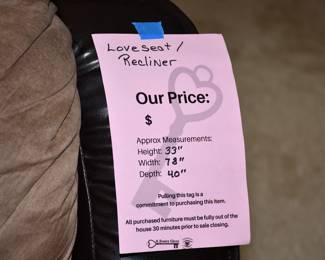 Loveseat /
Recliner
Our Price:
$
Approx Measurements:
Height: 33"
Width: 78"
Depth: 40"
Pulling this tag is a
commitment to purchasing this item.
All purchased furniture must be fully out of the
house 30 minutes prior to sale closing.